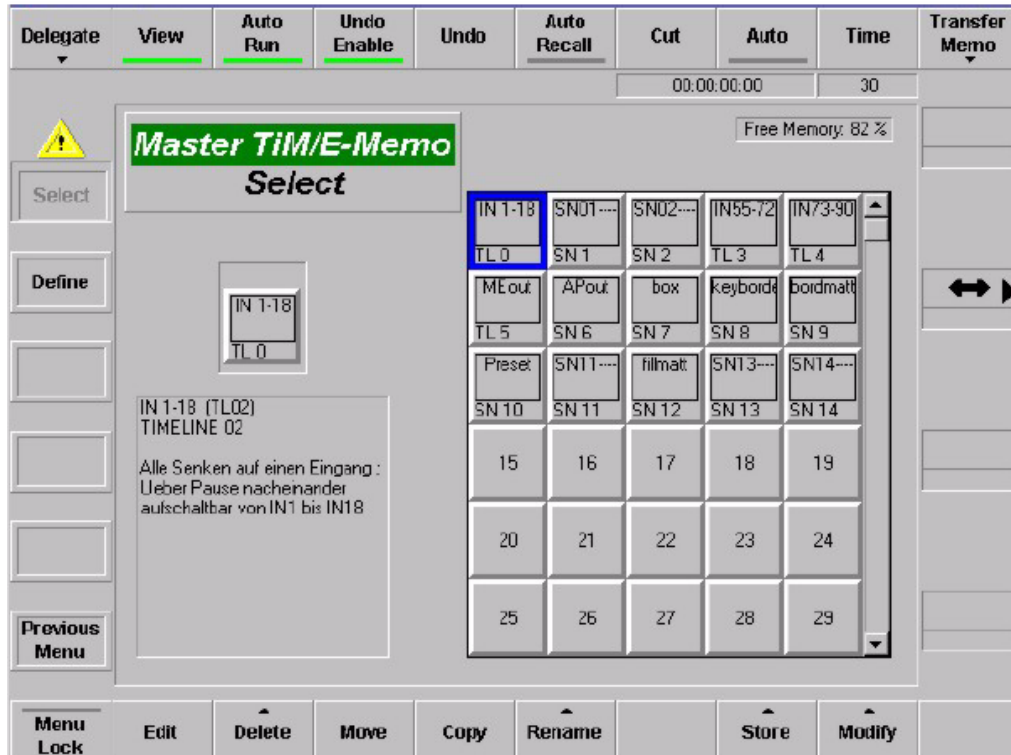 Delegate View Auto Run Undo Enable Undo Auto Recall Cut Auto Time Transfer Memo
00:00:00:00 30
Free Memory: 82 %
Master TiM/E-Memo
Select
Select
IN 1-18 SN01---- SN02---- IN55-72 IN73-90
TL 0 SN 1 SN 2 TL 3 TL 4
Define
MEout APout box keyborde bordmatt
TL 5 SN 6 SN 7 SN 8 SN 9
IN 1-18
TL 0
Preset SN11---- fillmatt SN13---- SN14----
SN 10 SN 11 SN 12 SN 13 SN 14
IN 1-18 (TL02)
TIMELINE 02
Alle Senken auf einen Eingang :
Ueber Pause nacheinander
aufschaltbar von IN1 bis IN18
15 16 17 18 19
20 21 22 23 24
25 26 27 28 29
Previous Menu
Menu Lock Edit Delete Move Copy Rename Store Modify